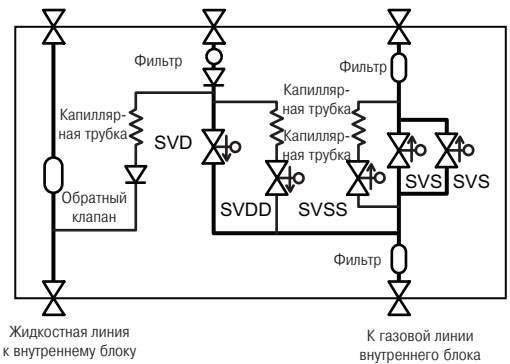 Фильтр
Фильтр
Капилляр-
ная трубка
Капилляр-
ная трубка
SVD
Капилляр-
ная трубка
Обратный
клапан
SVDD
SVSS
SVS
SVS
Фильтр
Жидкостная линия
к внутреннему блоку
К газовой линии
внутреннего блока